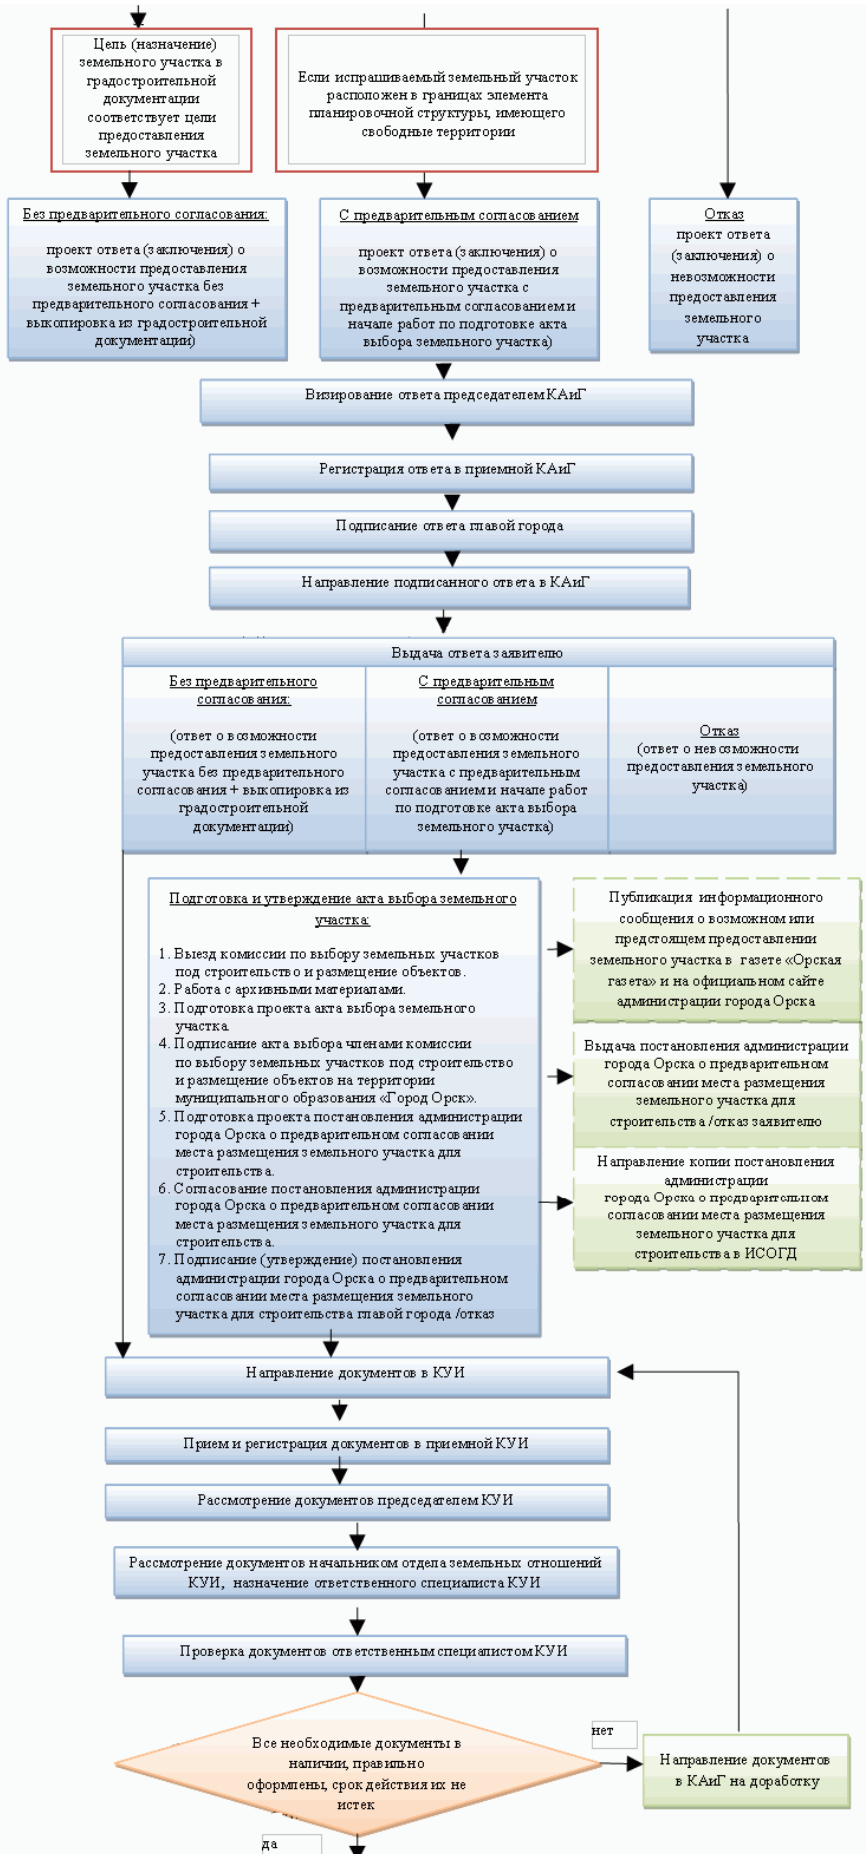 Цель (назначение)
земельного участка в
градостроительной
документации
соответствует цели
предоставления
земельного участка
Если испрашиваемый земельный участок
расположен в границах элемента
планировочной структуры, имеющего
свободные территории
Без предварительного согласования:
проект ответа (заключения) о
возможности предоставления
земельного участка без
предварительного согласования +
выкопировка из градостроительной
документации)
С предварительным согласованием
проект ответа (заключения) о
возможности предоставления
земельного участка с
предварительным согласованием и
начале работ по подготовке акта
выбора земельного участка)
Отказ
проект ответа
(заключения) о
невозможности
предоставления
земельного
участка
Визирование ответа председателем КАиГ
Регистрация ответа в приемной КАиГ
Подписание ответа главой города
Направление подписанного ответа в КАиГ
Выдача ответа заявителю
Без предварительного
согласования:
(ответ о возможности
предоставления земельного
участка без предварительного
согласования + выкопировка из
градостроительной
документации)
С предварительным
согласованием
(ответ о возможности
предоставления земельного
участка с предварительным
согласованием и начале работ
по подготовке акта выбора
земельного участка)
Отказ
(ответ о невозможности
предоставления земельного
участка)
Подготовка и утверждение акта выбора земельного
участка:
1. Выезд комиссии по выбору земельных участков
под строительство и размещение объектов.
2. Работа с архивными материалами.
3. Подготовка проекта акта выбора земельного
участка.
4. Подписание акта выбора членами комиссии
по выбору земельных участков под строительство
и размещение объектов на территории
муниципального образования «Город Орск».
5. Подготовка проекта постановления администрации
города Орска о предварительном согласовании
места размещения земельного участка для
строительства.
6. Согласование постановления администрации
города Орска о предварительном согласовании
места размещения земельного участка для
строительства.
7. Подписание (утверждение) постановления
администрации города Орска о предварительном
согласовании места размещения земельного
участка для строительства главой города /отказ
Публикация информационного
сообщения о возможном или
предстоящем предоставлении
земельного участка в газете «Орская
газета» и на официальном сайте
администрации города Орска
Выдача постановления администрации
города Орска о предварительном
согласовании места размещения
земельного участка для
строительства /отказ заявителю
Направление копии постановления
администрации
города Орска о предварительном
согласовании места размещения
земельного участка для
строительства в ИСОГД
Направление документов в КУИ
Прием и регистрация документов в приемной КУИ
Рассмотрение документов председателем КУИ
Рассмотрение документов начальником отдела земельных отношений
КУИ, назначение ответственного специалиста КУИ
Проверка документов ответственным специалистом КУИ
Все необходимые документы в
наличии, правильно
оформлены, срок действия их не
истек
нет
Направление документов
в КАиГ на доработку
да